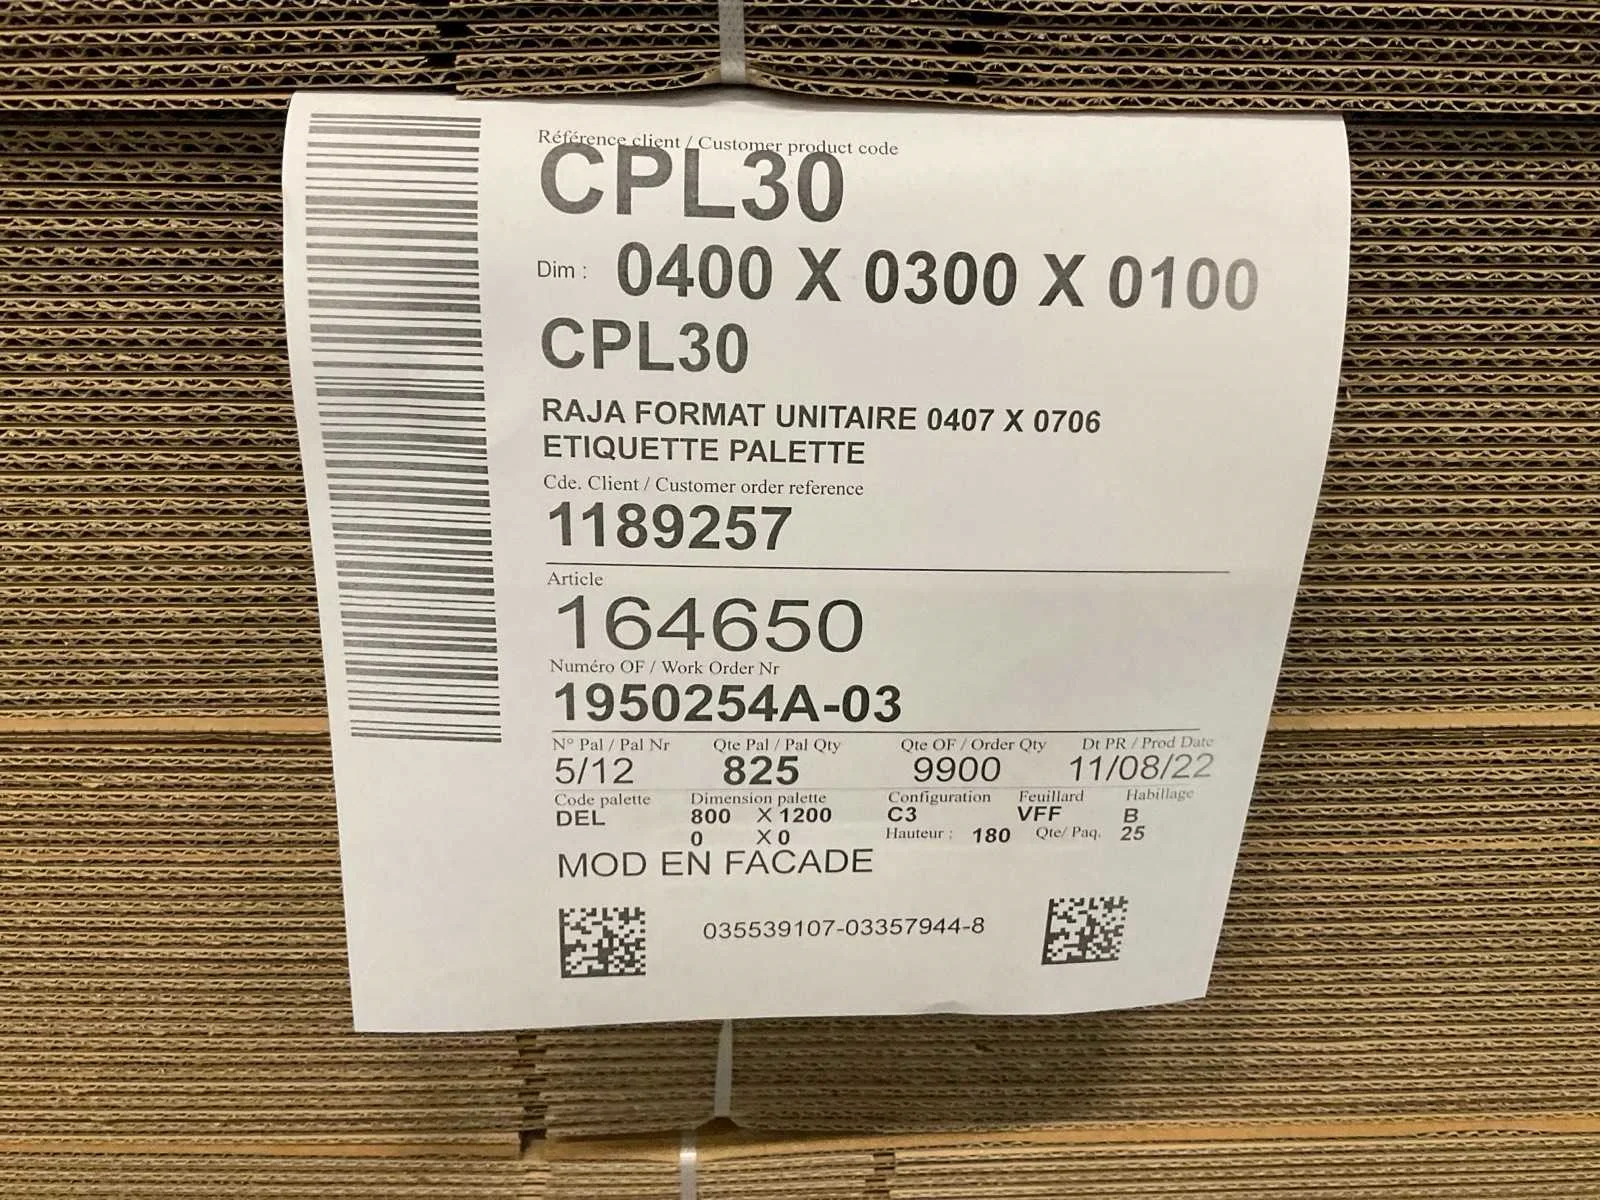 Référence client / Customer product code
CPL30
Dim : 0400 X 0300 X 0100
CPL30
RAJA FORMAT UNITAIRE 0407 X 0706
ETIQUETTE PALETTE
Cde. Client / Customer order reference
1189257
Article
164650
Numéro OF / Work Order Nr
1950254A-03
N° Pal / Pal Nr Qte Pal / Pal Qty Qte OF / Order Qty Dt PR / Prod Date
5/12 825 9900 11/08/22
Code palette Dimension palette Configuration Feuillard Habillage
DEL 800 X 1200 C3 VFF B
0 X 0 Hauteur : 180 Qte/ Paq. 25
MOD EN FACADE
035539107-03357944-8